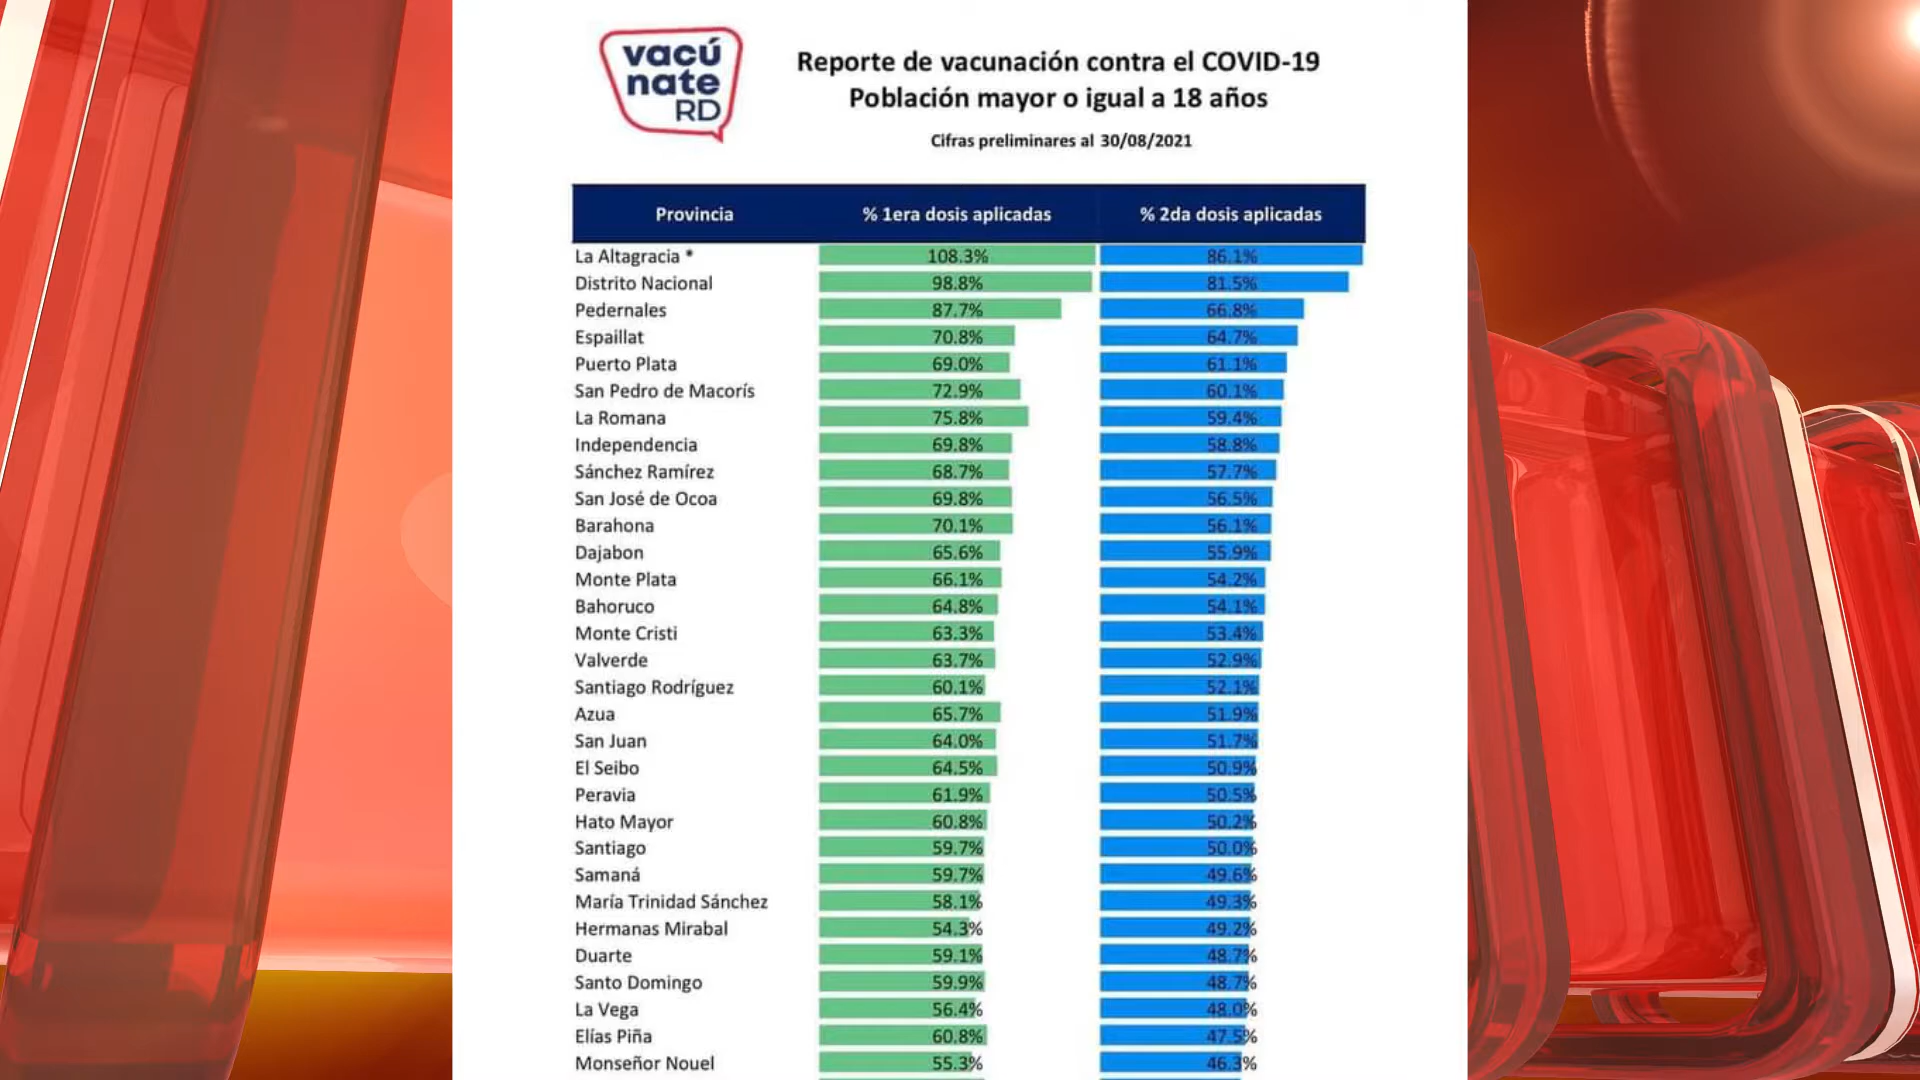 vacú
nate
RD
Reporte de vacunación contra el COVID-19
Población mayor o igual a 18 años
Cifras preliminares al 30/08/2021
Provincia % 1era dosis aplicadas % 2da dosis aplicadas
La Altagracia * 108.3% 86.1%
Distrito Nacional 98.8% 81.5%
Pedernales 87.7% 66.8%
Espaillat 70.8% 64.7%
Puerto Plata 69.0% 61.1%
San Pedro de Macorís 72.9% 60.1%
La Romana 75.8% 59.4%
Independencia 69.8% 58.8%
Sánchez Ramírez 68.7% 57.7%
San José de Ocoa 69.8% 56.5%
Barahona 70.1% 56.1%
Dajabon 65.6% 55.9%
Monte Plata 66.1% 54.2%
Bahoruco 64.8% 54.1%
Monte Cristi 63.3% 53.4%
Valverde 63.7% 52.9%
Santiago Rodríguez 60.1% 52.1%
Azua 65.7% 51.9%
San Juan 64.0% 51.7%
El Seibo 64.5% 50.9%
Peravia 61.9% 50.5%
Hato Mayor 60.8% 50.2%
Santiago 59.7% 50.0%
Samaná 59.7% 49.6%
María Trinidad Sánchez 58.1% 49.3%
Hermanas Mirabal 54.3% 49.2%
Duarte 59.1% 48.7%
Santo Domingo 59.9% 48.7%
La Vega 56.4% 48.0%
Elías Piña 60.8% 47.5%
Monseñor Nouel 55.3% 46.3%